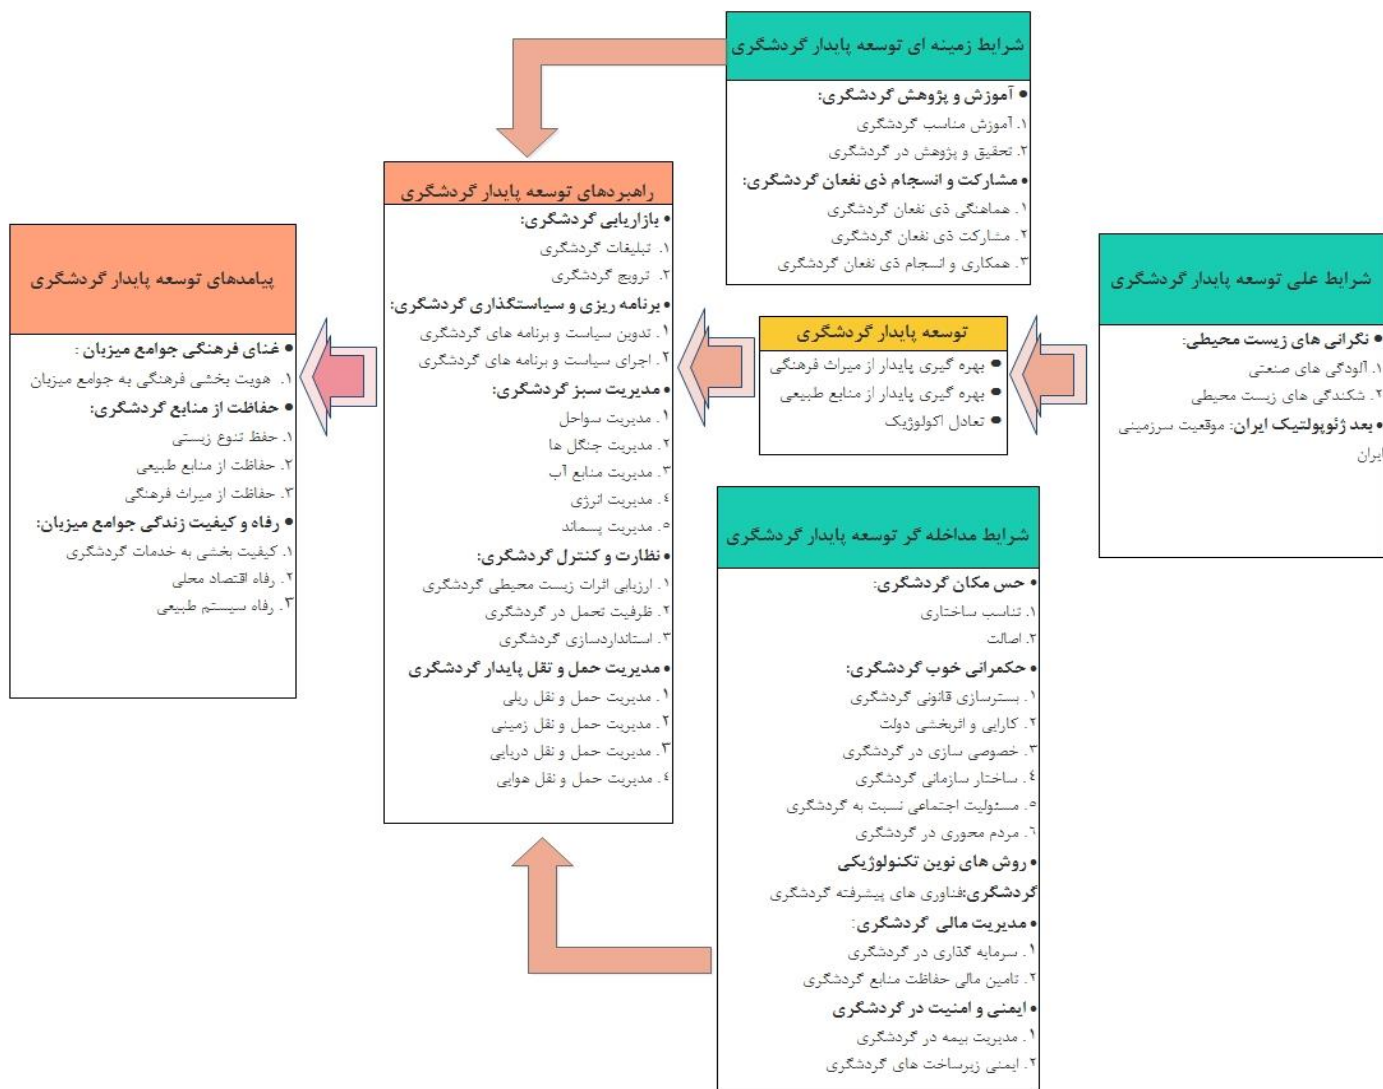 شرایط زمینه ای توسعه پایدار گردشگری
• آموزش و پژوهش گردشگری:
۱. آموزش مناسب گردشگری
۲. تحقیق و پژوهش در گردشگری
• مشارکت و انسجام ذی نفعان گردشگری:
۱. هماهنگی ذی نفعان گردشگری
۲. مشارکت ذی نفعان گردشگری
۳. همکاری و انسجام ذی نفعان گردشگری
شرایط علی توسعه پایدار گردشگری
• نگرانی های زیست محیطی:
۱. آلودگی های صنعتی
۲. شکندگی های زیست محیطی
• بعد ژئوپولتیک ایران: موقعیت سرزمینی
ایران
توسعه پایدار گردشگری
• بهره گیری پایدار از میراث فرهنگی
• بهره گیری پایدار از منابع طبیعی
• تعادل اکولوژیک
شرایط مداخله گر توسعه پایدار گردشگری
• حس مکان گردشگری:
۱. تناسب ساختاری
۲. اصالت
• حکمرانی خوب گردشگری:
۱. بسترسازی قانونی گردشگری
۲. کارایی و اثربخشی دولت
۳. خصوصی سازی در گردشگری
٤. ساختار سازمانی گردشگری
٥. مسئولیت اجتماعی نسبت به گردشگری
٦. مردم محوری در گردشگری
• روش های نوین تکنولوژیکی
گردشگری:فناوری های پیشرفته گردشگری
• مدیریت مالی گردشگری:
۱. سرمایه گذاری در گردشگری
۲. تامین مالی حفاظت منابع گردشگری
• ایمنی و امنیت در گردشگری
۱. مدیریت بیمه در گردشگری
۲. ایمنی زیرساخت های گردشگری
راهبردهای توسعه پایدار گردشگری
• بازاریابی گردشگری:
۱. تبلیغات گردشگری
۲. ترویج گردشگری
• برنامه ریزی و سیاستگذاری گردشگری:
۱. تدوین سیاست و برنامه های گردشگری
۲. اجرای سیاست و برنامه های گردشگری
• مدیریت سبز گردشگری:
۱. مدیریت سواحل
۲. مدیریت جنگل ها
۳. مدیریت منابع آب
٤. مدیریت انرژی
٥. مدیریت پسماند
• نظارت و کنترل گردشگری:
۱. ارزیابی اثرات زیست محیطی گردشگری
۲. ظرفیت تحمل در گردشگری
۳. استانداردسازی گردشگری
• مدیریت حمل و نقل پایدار گردشگری
۱. مدیریت حمل و نقل ریلی
۲. مدیریت حمل و نقل زمینی
۳. مدیریت حمل و نقل دریایی
٤. مدیریت حمل و نقل هوایی
پیامدهای توسعه پایدار گردشگری
• غنای فرهنگی جوامع میزبان :
۱. هویت بخشی فرهنگی به جوامع میزبان
• حفاظت از منابع گردشگری:
۱. حفظ تنوع زیستی
۲. حفاظت از منابع طبیعی
۳. حفاظت از میراث فرهنگی
• رفاه و کیفیت زندگی جوامع میزبان:
۱. کیفیت بخشی به خدمات گردشگری
۲. رفاه اقتصاد محلی
۳. رفاه سیستم طبیعی